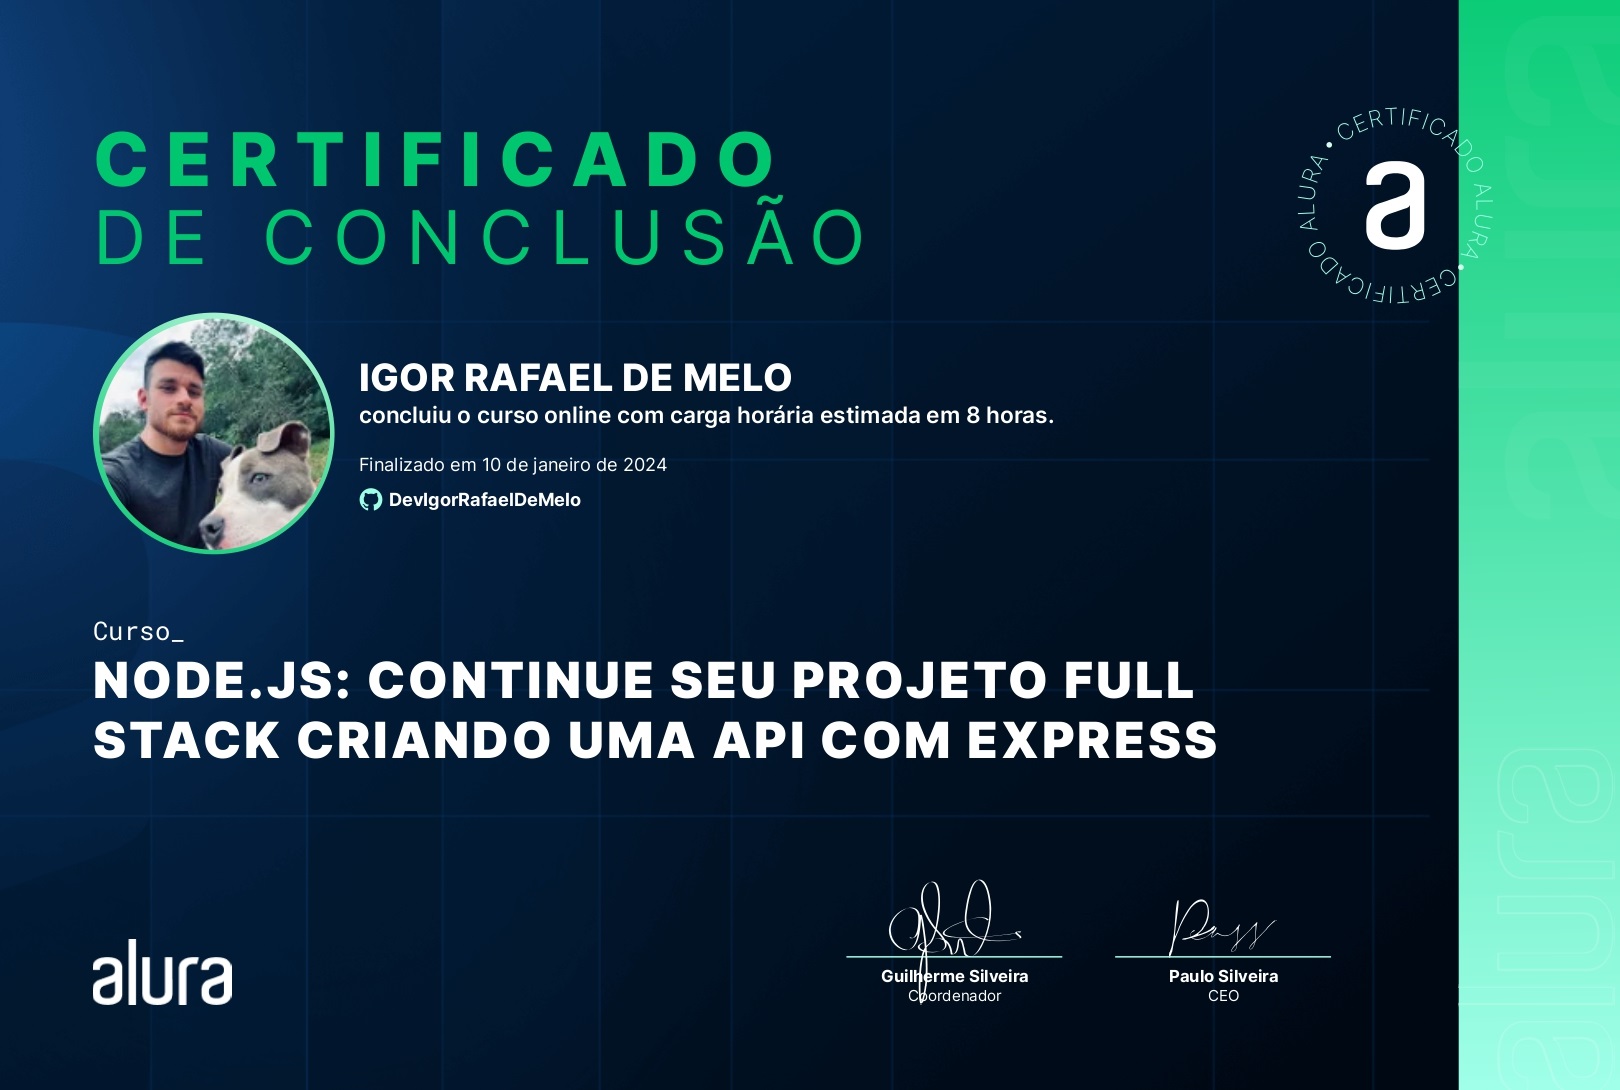 CERTIFICADO
DE CONCLUSÃO
CERTIFICADO ALURA • CERTIFICADO ALURA •
a
IGOR RAFAEL DE MELO
concluiu o curso online com carga horária estimada em 8 horas.
Finalizado em 10 de janeiro de 2024
DevIgorRafaelDeMelo
Curso_
NODE.JS: CONTINUE SEU PROJETO FULL
STACK CRIANDO UMA API COM EXPRESS
alura
Guilherme Silveira
Coordenador
Paulo Silveira
CEO
alura
alura